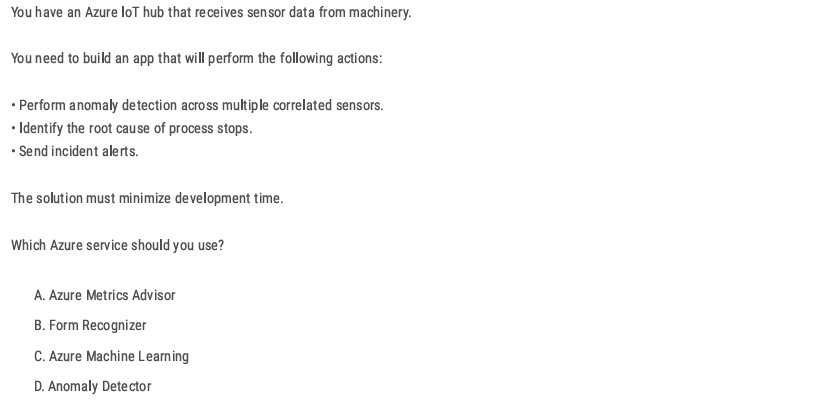 You have an Azure IoT hub that receives sensor data from machinery.
You need to build an app that will perform the following actions:
• Perform anomaly detection across multiple correlated sensors.
• Identify the root cause of process stops.
• Send incident alerts.
The solution must minimize development time.
Which Azure service should you use?
A. Azure Metrics Advisor
B. Form Recognizer
C. Azure Machine Learning
D. Anomaly Detector